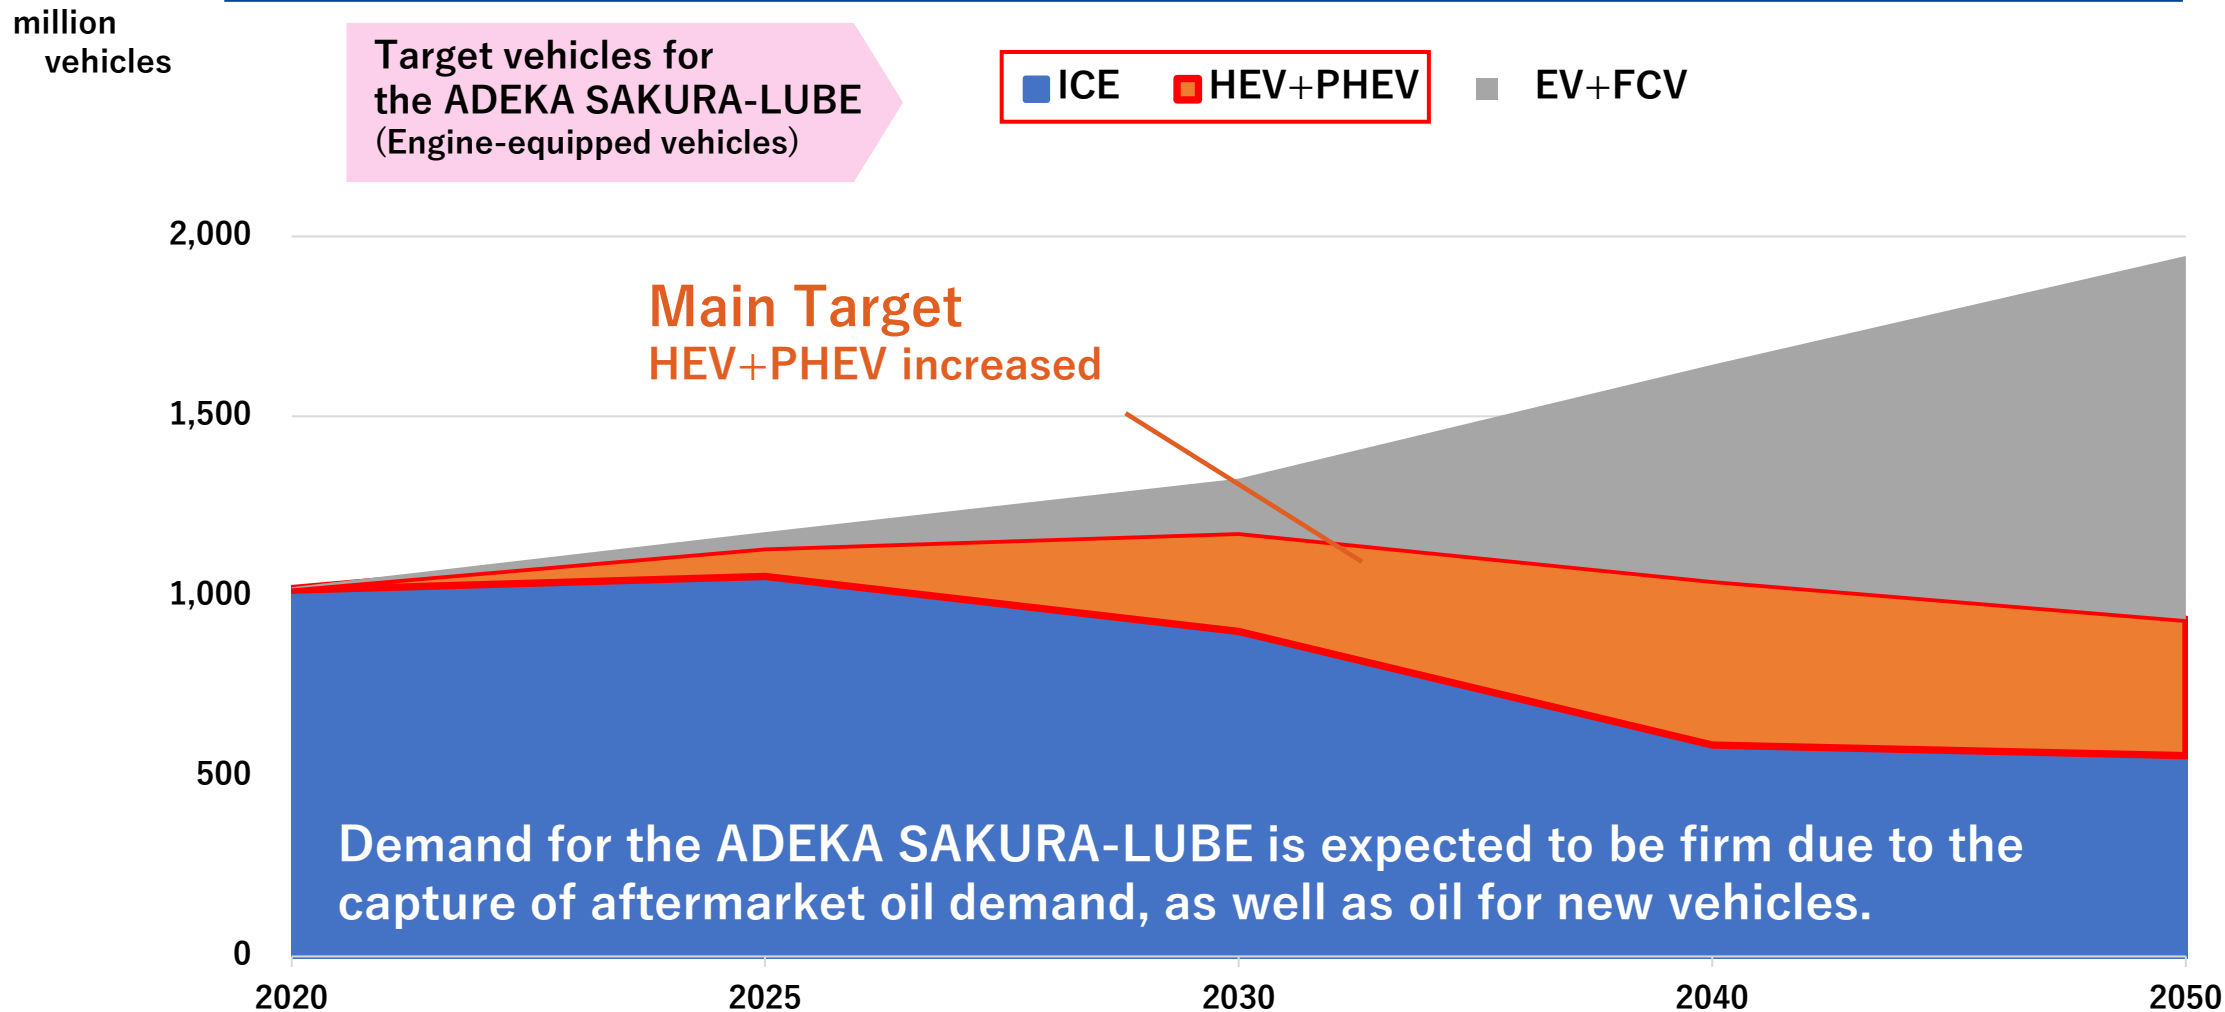 million
vehicles
Target vehicles for
the ADEKA SAKURA-LUBE
(Engine-equipped vehicles)
ICE HEV+PHEV EV+FCV
2,000
Main Target
HEV+PHEV increased
1,500
1,000
500
Demand for the ADEKA SAKURA-LUBE is expected to be firm due to the
capture of aftermarket oil demand, as well as oil for new vehicles.
0
2020 2025 2030 2040 2050